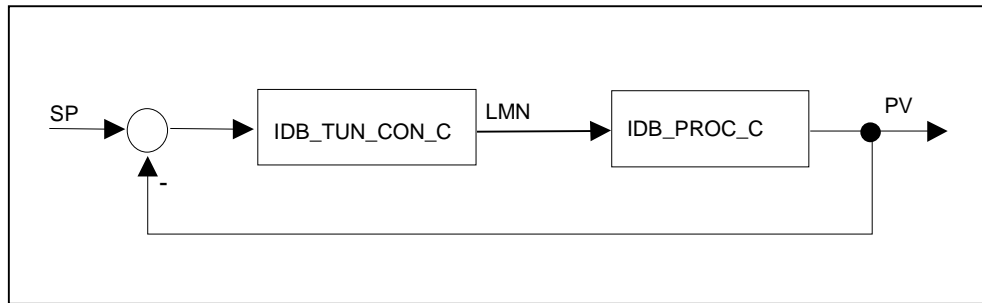 SP
IDB_TUN_CON_C
LMN
IDB_PROC_C
PV
-